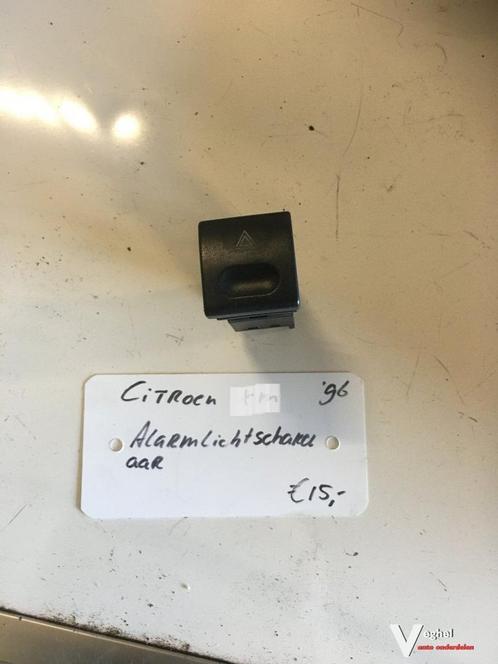 CiTRoen '96
ALARmLichtschakel
aaR
€15,-
Veghel
auto onderdelen